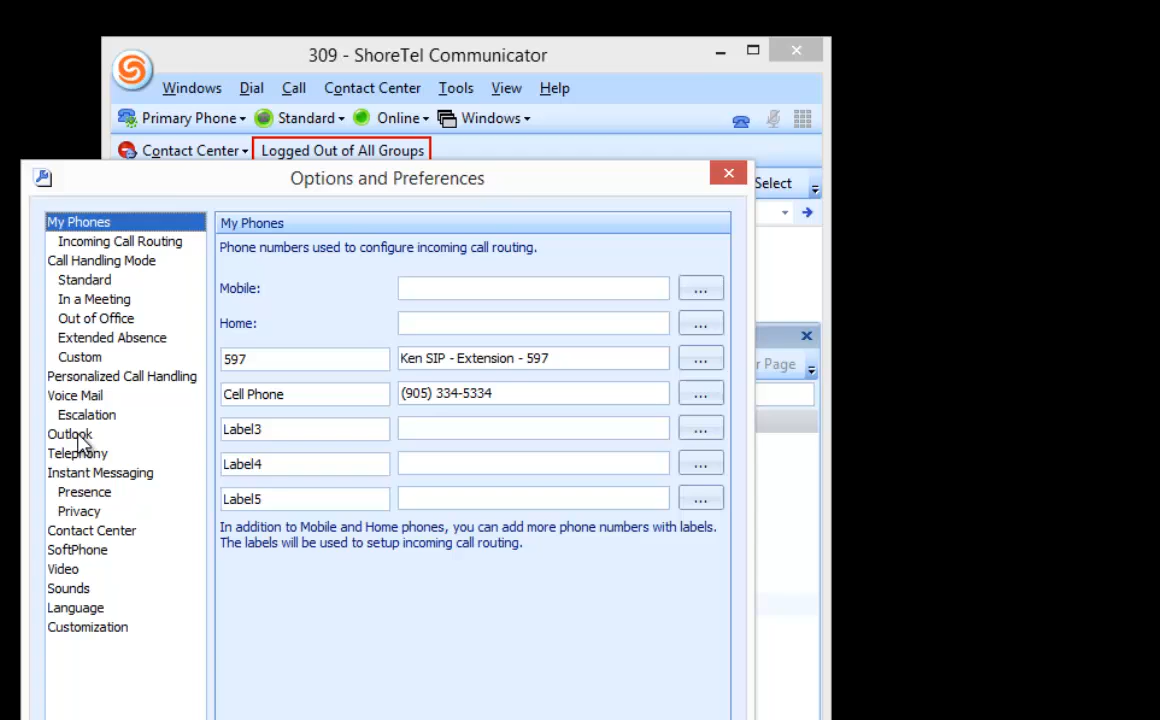 309 - ShoreTel Communicator
Windows Dial Call Contact Center Tools View Help
Primary Phone Standard Online Windows
Contact Center Logged Out of All Groups
Options and Preferences
Select
My Phones
Incoming Call Routing
Call Handling Mode
Standard
In a Meeting
Out of Office
Extended Absence
Custom
Personalized Call Handling
Voice Mail
Escalation
Outlook
Telephony
Instant Messaging
Presence
Privacy
Contact Center
SoftPhone
Video
Sounds
Language
Customization
My Phones
Phone numbers used to configure incoming call routing.
Mobile: ...
Home: ...
597 Ken SIP - Extension - 597 ...
Cell Phone (905) 334-5334 ...
Label3 ...
Label4 ...
Label5 ...
In addition to Mobile and Home phones, you can add more phone numbers with labels.
The labels will be used to setup incoming call routing.
r Page